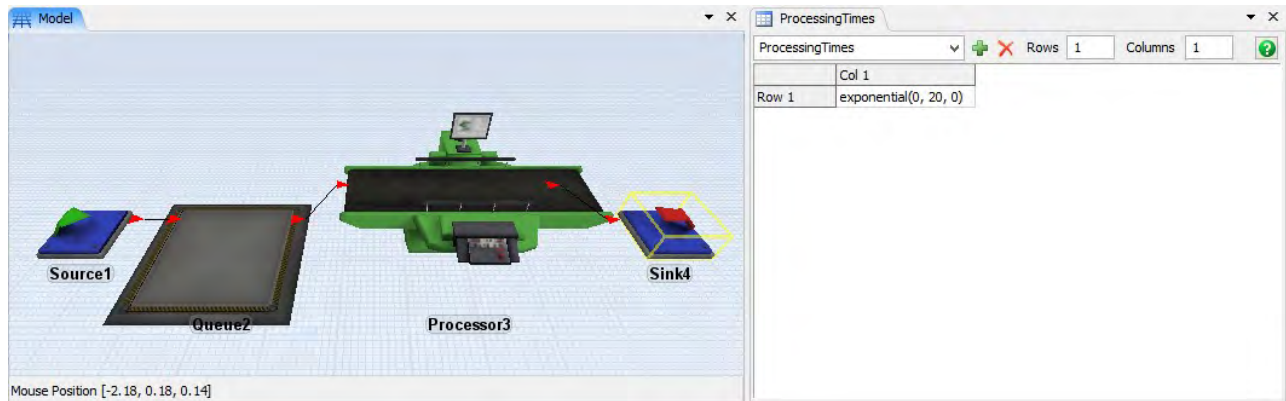 Model
Source1
Queue2
Processor3
Sink4
Mouse Position [-2.18, 0.18, 0.14]
ProcessingTimes
ProcessingTimes Rows 1 Columns 1
Col 1
Row 1 exponential(0, 20, 0)